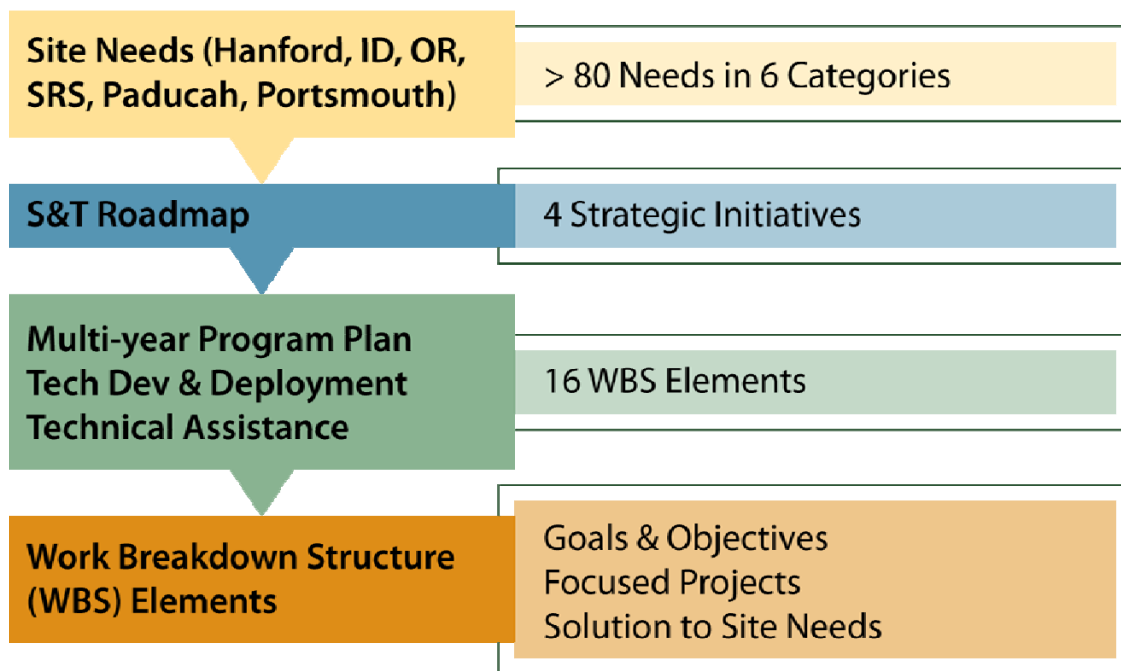 Site Needs (Hanford, ID, OR,
SRS, Paducah, Portsmouth)
> 80 Needs in 6 Categories
S&T Roadmap
4 Strategic Initiatives
Multi-year Program Plan
Tech Dev & Deployment
Technical Assistance
16 WBS Elements
Work Breakdown Structure
(WBS) Elements
Goals & Objectives
Focused Projects
Solution to Site Needs